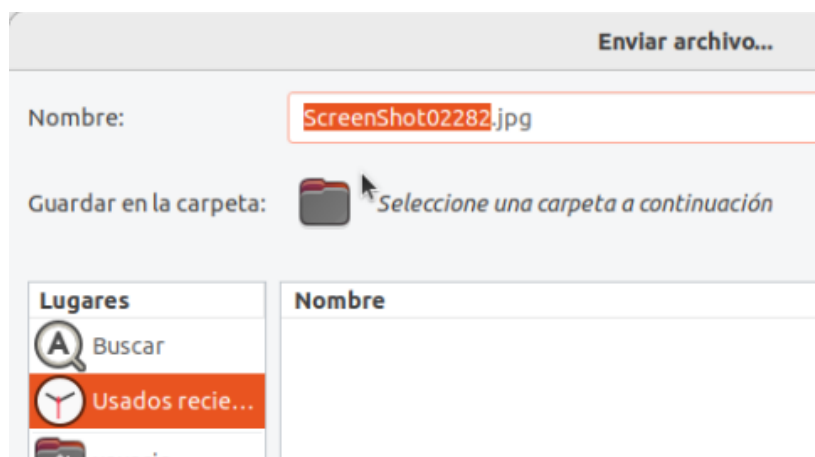 Enviar archivo...
Nombre:
ScreenShot02282.jpg
Guardar en la carpeta:
Seleccione una carpeta a continuación
Lugares
Nombre
Buscar
Usados recie...